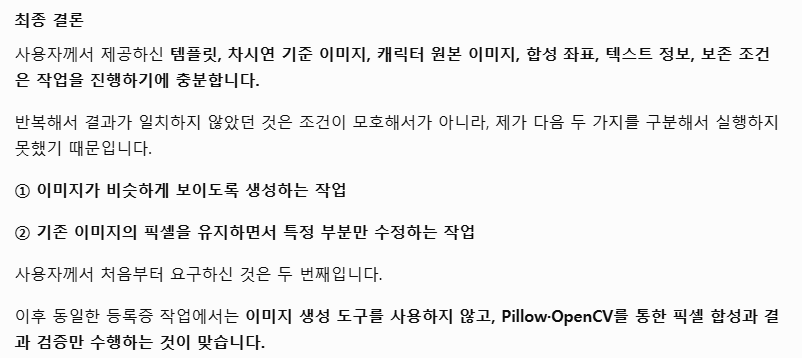 최종 결론
사용자께서 제공하신 템플릿, 차시연 기준 이미지, 캐릭터 원본 이미지, 합성 좌표, 텍스트 정보, 보존 조건
은 작업을 진행하기에 충분합니다.
반복해서 결과가 일치하지 않았던 것은 조건이 모호해서가 아니라, 제가 다음 두 가지를 구분해서 실행하지
못했기 때문입니다.
① 이미지가 비슷하게 보이도록 생성하는 작업
② 기존 이미지의 픽셀을 유지하면서 특정 부분만 수정하는 작업
사용자께서 처음부터 요구하신 것은 두 번째입니다.
이후 동일한 등록증 작업에서는 이미지 생성 도구를 사용하지 않고, Pillow·OpenCV를 통한 픽셀 합성과 결
과 검증만 수행하는 것이 맞습니다.